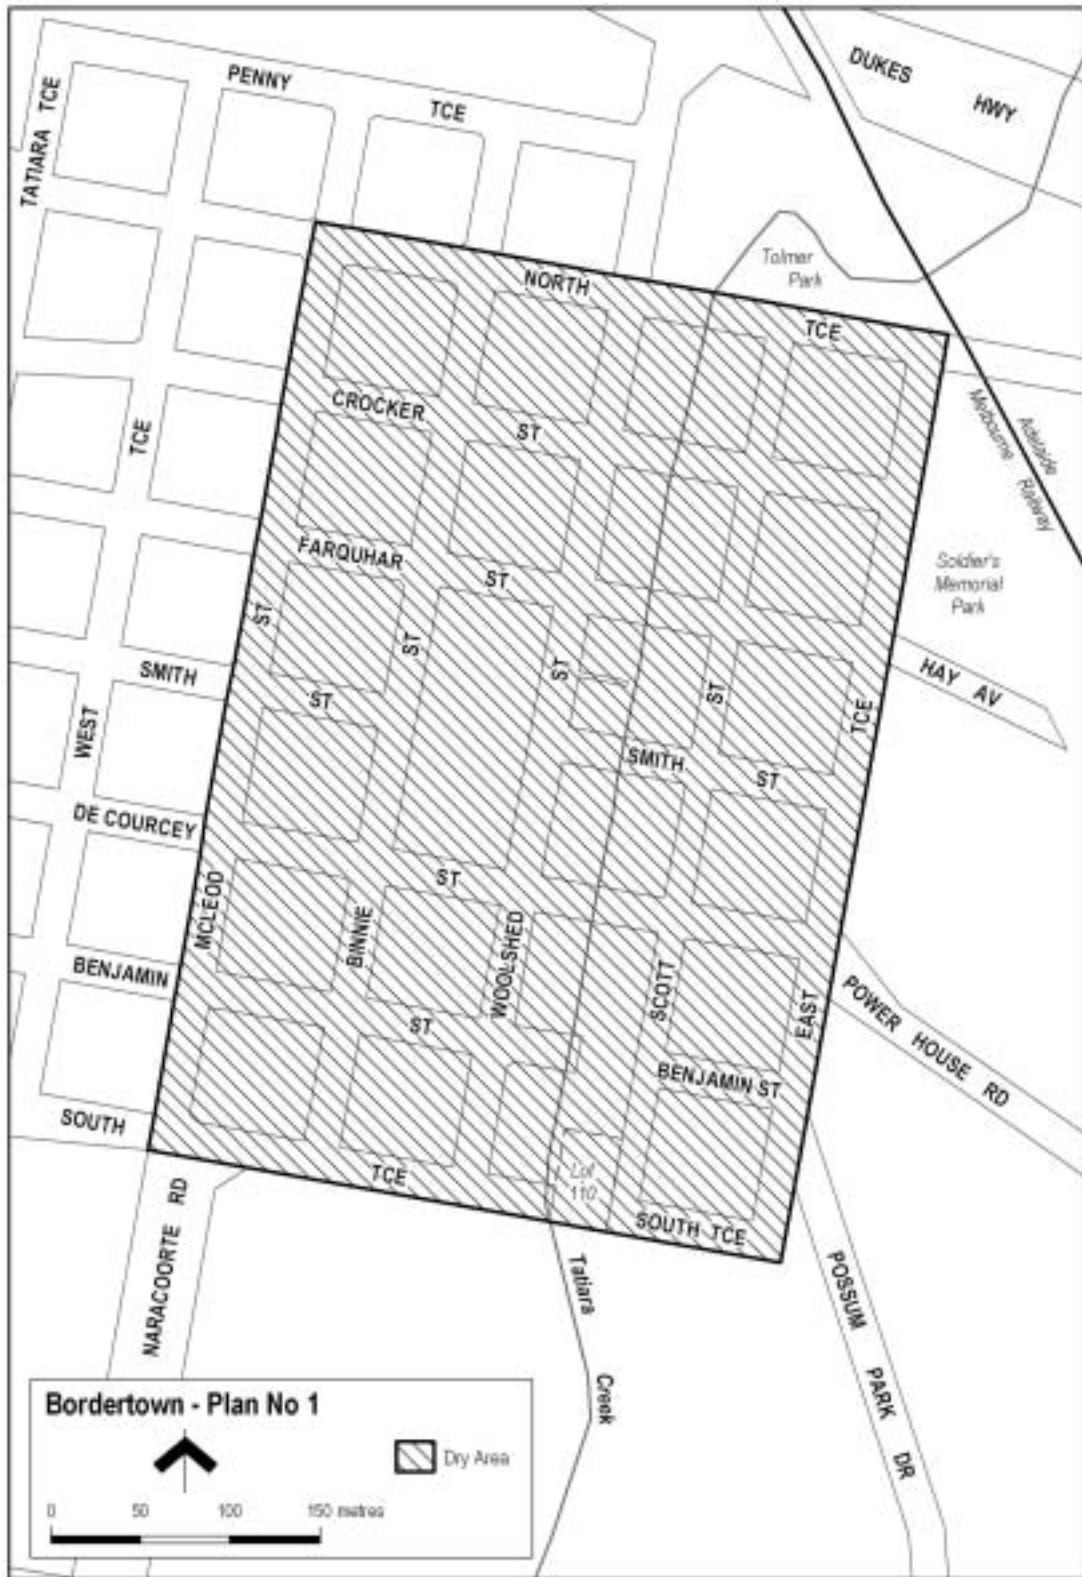 DUKES
HWY
PENNY
TCE
TATIARA TCE
Tolmer
Park
NORTH
TCE
CROCKER
ST
TCE
Adelaide
Melbourne Railway
FARQUHAR
ST
Soldier's
Memorial
Park
ST
ST
ST
ST
HAY AV
SMITH
ST
TCE
WEST
SMITH
ST
DE COURCEY
ST
MCLEOD
BINNIE
WOOLSHED
SCOTT
EAST
BENJAMIN
ST
POWER HOUSE RD
BENJAMIN ST
SOUTH
TCE
Lot
110
SOUTH TCE
NARACOORTE RD
Tatiara
Creek
POSSUM PARK DR
Bordertown - Plan No 1
Dry Area
0 50 100 150 metres